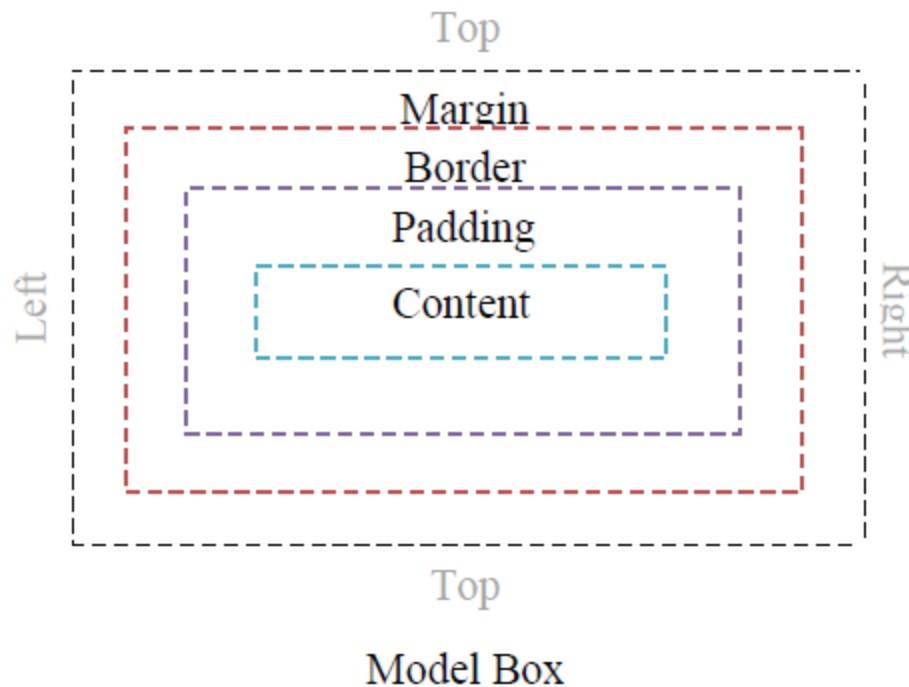 Top
Margin
Border
Padding
Content
Left
Right
Top
Model Box